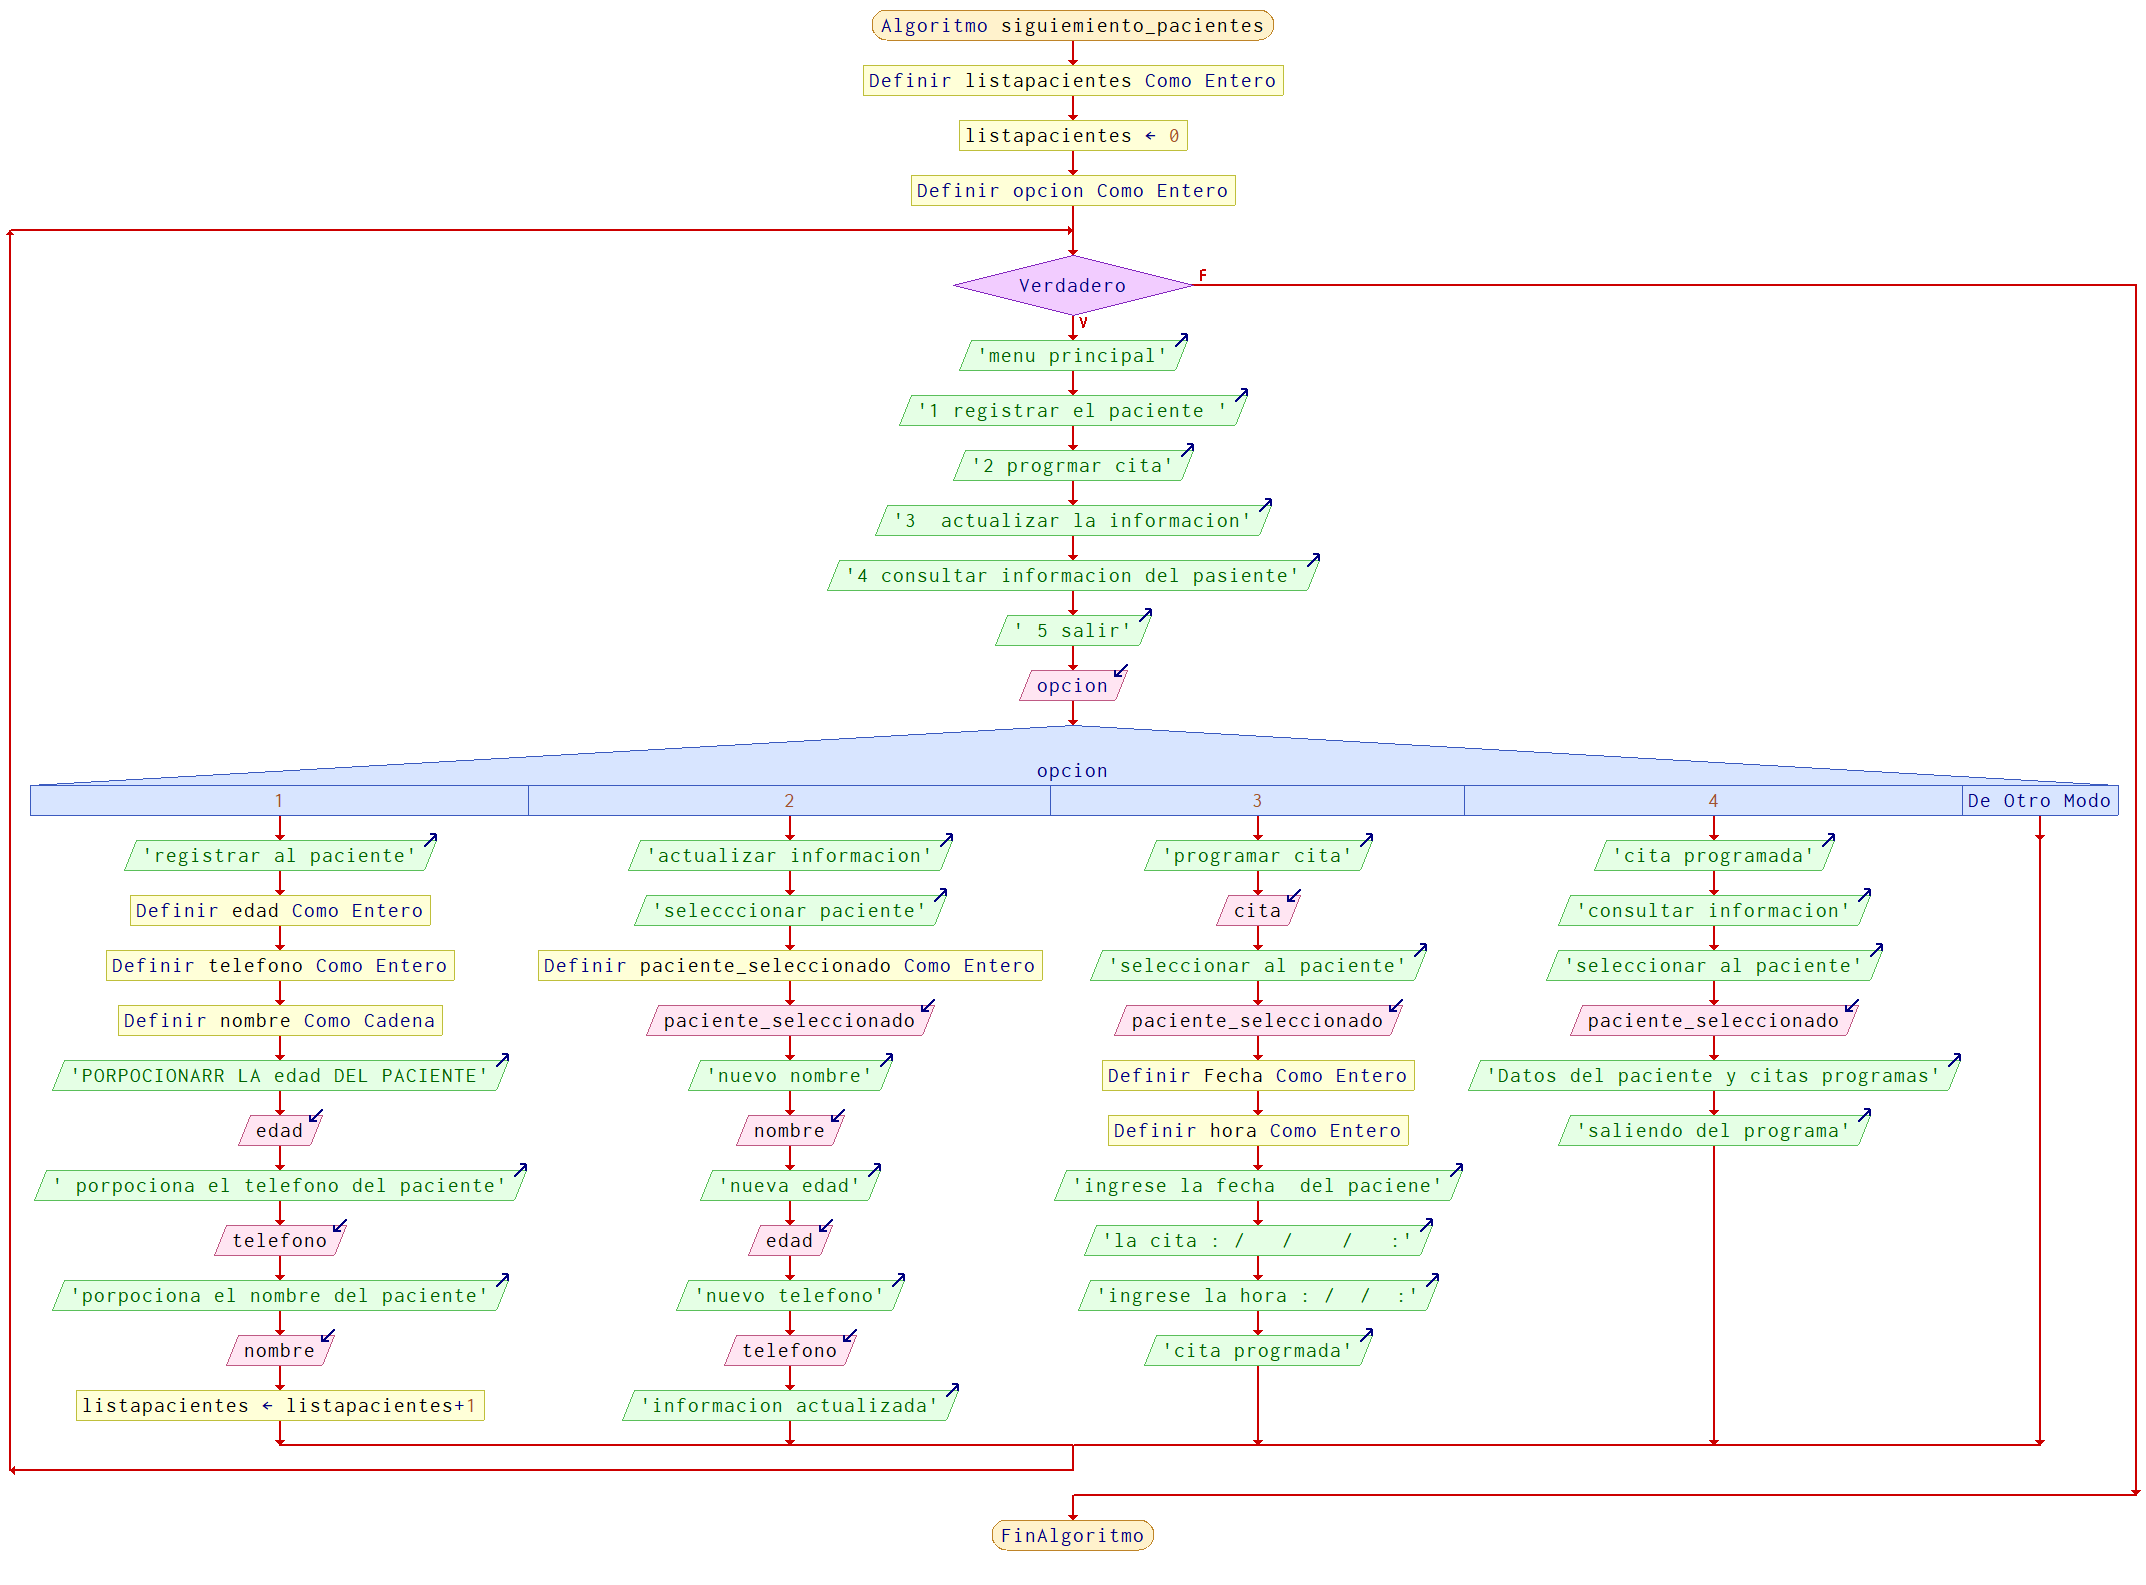 Algoritmo siguiemiento_pacientes
Definir listapacientes Como Entero
listapacientes ← 0
Definir opcion Como Entero
Verdadero
F
V
'menu principal'
'1 registrar el paciente '
'2 progrmar cita'
'3  actualizar la informacion'
'4 consultar informacion del pasiente'
' 5 salir'
opcion
opcion
1
2
3
4
De Otro Modo
'registrar al paciente'
Definir edad Como Entero
Definir telefono Como Entero
Definir nombre Como Cadena
'PORPOCIONARR LA edad DEL PACIENTE'
edad
' porpociona el telefono del paciente'
telefono
'porpociona el nombre del paciente'
nombre
listapacientes ← listapacientes+1
'actualizar informacion'
'selecccionar paciente'
Definir paciente_seleccionado Como Entero
paciente_seleccionado
'nuevo nombre'
nombre
'nueva edad'
edad
'nuevo telefono'
telefono
'informacion actualizada'
'programar cita'
cita
'seleccionar al paciente'
paciente_seleccionado
Definir Fecha Como Entero
Definir hora Como Entero
'ingrese la fecha  del paciene'
'la cita : /   /    /   :'
'ingrese la hora : /  /  :'
'cita progrmada'
'cita programada'
'consultar informacion'
'seleccionar al paciente'
paciente_seleccionado
'Datos del paciente y citas programas'
'saliendo del programa'
FinAlgoritmo